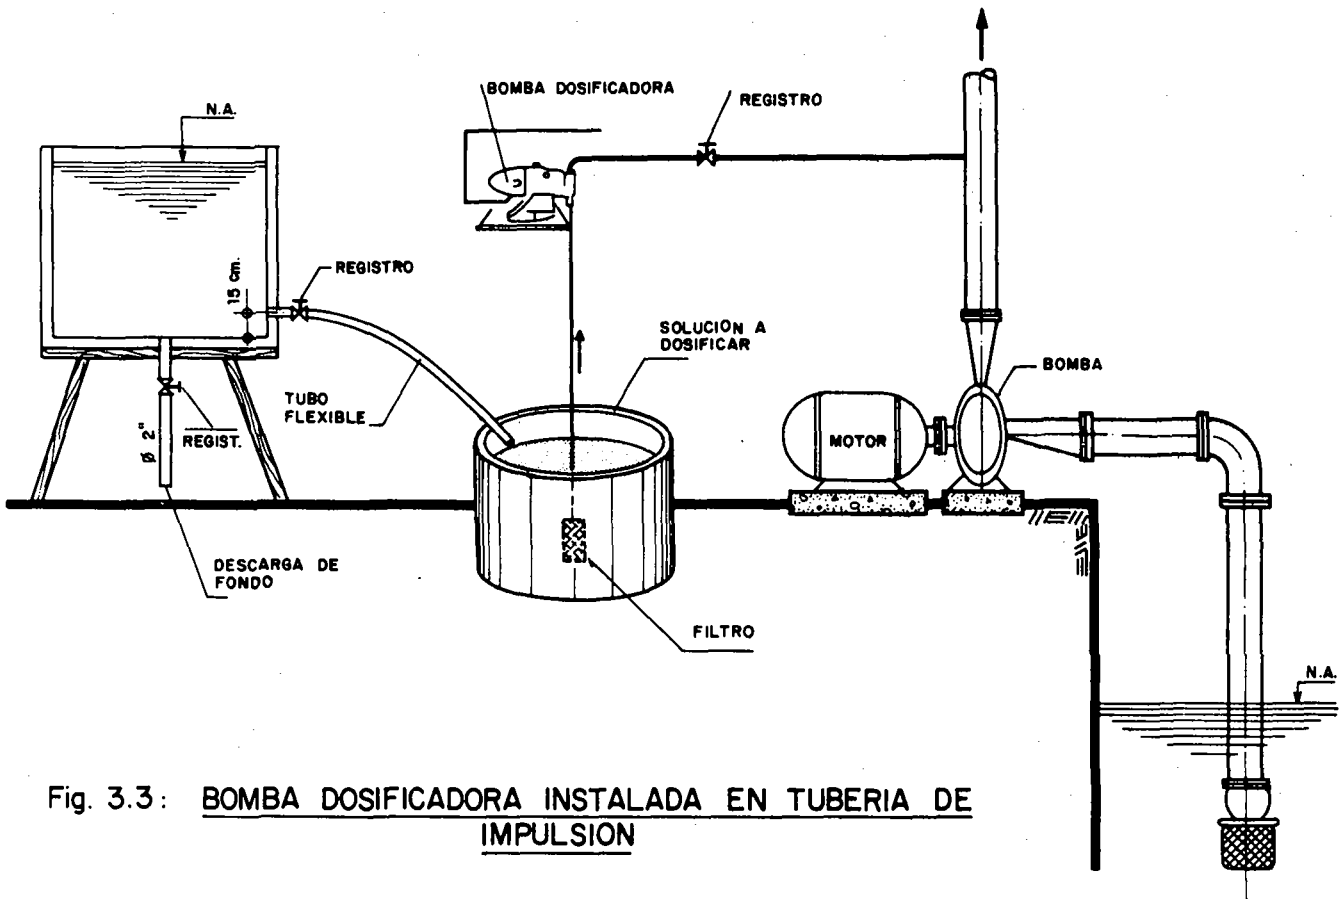 BOMBA DOSIFICADORA
REGISTRO
N.A.
15 cm.
REGISTRO
SOLUCION A
DOSIFICAR
BOMBA
TUBO
FLEXIBLE
MOTOR
Ø 2"
REGIST.
DESCARGA DE
FONDO
FILTRO
N.A.
Fig. 3.3: BOMBA DOSIFICADORA INSTALADA EN TUBERIA DE
IMPULSION